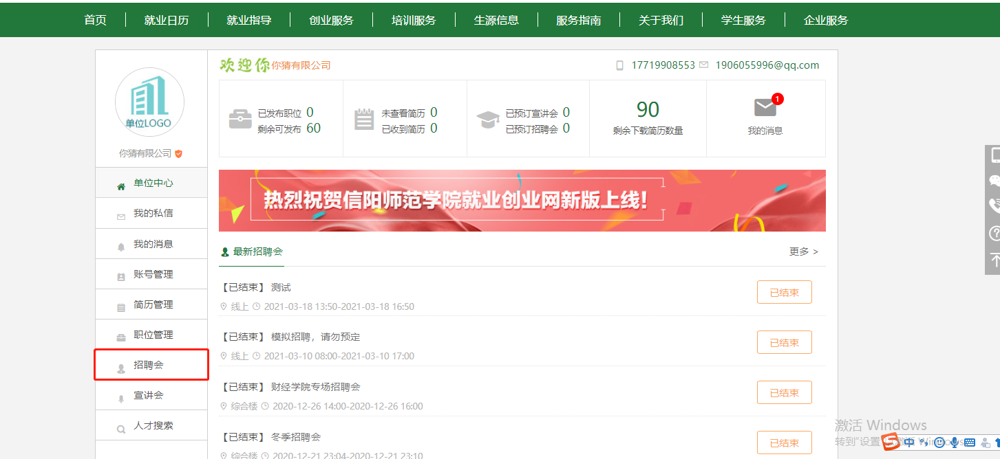 首页 就业日历 就业指导 创业服务 培训服务 生源信息 服务指南 关于我们 学生服务 企业服务
单位LOGO
你猜有限公司
单位中心
我的私信
我的消息
账号管理
简历管理
职位管理
招聘会
宣讲会
人才搜索
欢迎你 你猜有限公司
17719908553 1906055996@qq.com
已发布职位 0
剩余可发布 60
未查看简历 0
已收到简历 0
已预订宣讲会 0
已预订招聘会 0
90
剩余下载简历数量
1
我的消息
热烈祝贺信阳师范学院就业创业网新版上线!
最新招聘会 更多 >
【已结束】 测试 已结束
线上 2021-03-18 13:50-2021-03-18 16:50
【已结束】 模拟招聘，请勿预定 已结束
线上 2021-03-10 08:00-2021-03-10 17:00
【已结束】 财经学院专场招聘会 已结束
综合楼 2020-12-26 14:00-2020-12-26 16:00
【已结束】 冬季招聘会 已结束
综合楼 2020-12-21 23:04-2020-12-21 23:10
激活 Windows
转到"设置"以激活 Windows
中